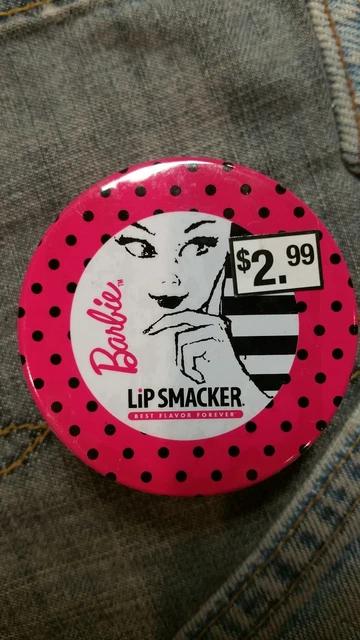 $2.99
Barbie™
LiP SMACKER®
BEST FLAVOR FOREVER®